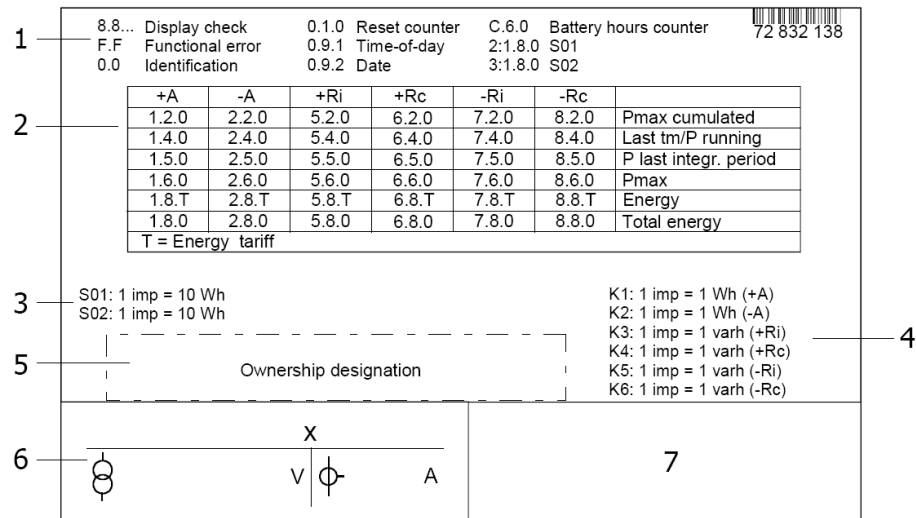 8.8... Display check 0.1.0 Reset counter C.6.0 Battery hours counter
F.F Functional error 0.9.1 Time-of-day 2:1.8.0 S01
0.0 Identification 0.9.2 Date 3:1.8.0 S02
72 832 138
1
2
+A -A +Ri +Rc -Ri -Rc
1.2.0 2.2.0 5.2.0 6.2.0 7.2.0 8.2.0 Pmax cumulated
1.4.0 2.4.0 5.4.0 6.4.0 7.4.0 8.4.0 Last tm/P running
1.5.0 2.5.0 5.5.0 6.5.0 7.5.0 8.5.0 P last integr. period
1.6.0 2.6.0 5.6.0 6.6.0 7.6.0 8.6.0 Pmax
1.8.T 2.8.T 5.8.T 6.8.T 7.8.T 8.8.T Energy
1.8.0 2.8.0 5.8.0 6.8.0 7.8.0 8.8.0 Total energy
T = Energy tariff
3
S01: 1 imp = 10 Wh
S02: 1 imp = 10 Wh
K1: 1 imp = 1 Wh (+A)
K2: 1 imp = 1 Wh (-A)
K3: 1 imp = 1 varh (+Ri)
K4: 1 imp = 1 varh (+Rc)
K5: 1 imp = 1 varh (-Ri)
K6: 1 imp = 1 varh (-Rc)
4
5
Ownership designation
6
X
V A
7